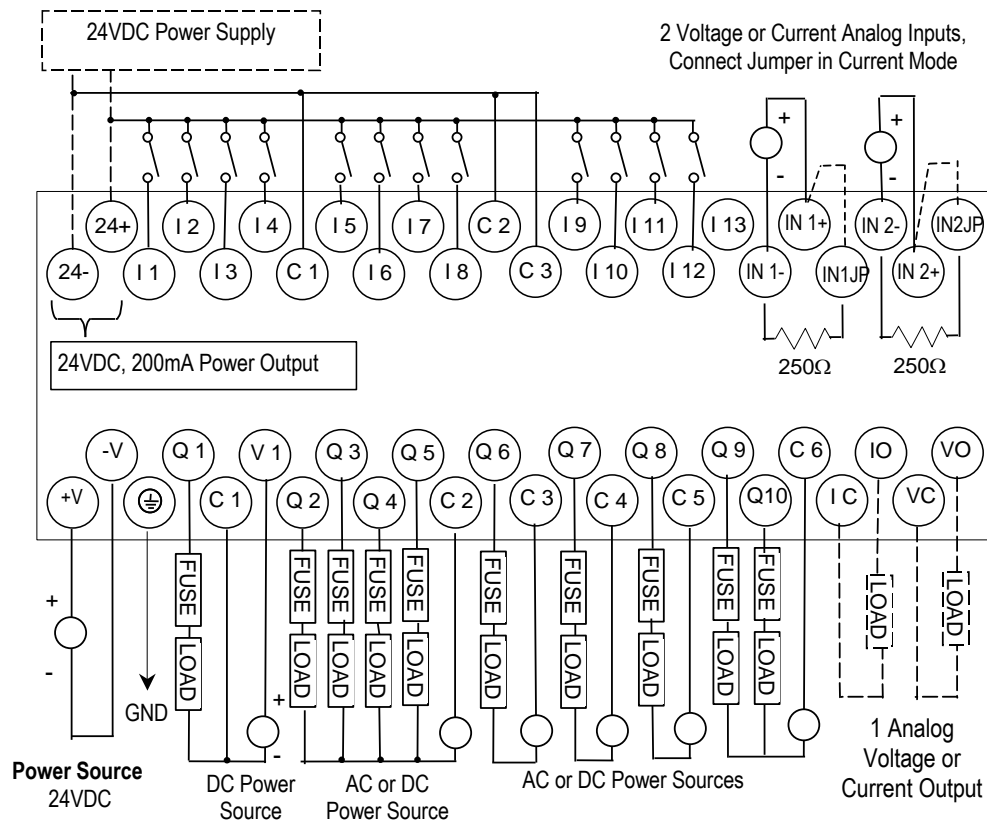 24VDC Power Supply
2 Voltage or Current Analog Inputs,
Connect Jumper in Current Mode
+
-
+
-
24+
I 2
I 4
I 5
I 7
C 2
I 9
I 11
I 13
IN 1+
IN 2-
IN2JP
24-
I 1
I 3
C 1
I 6
I 8
C 3
I 10
I 12
IN 1-
IN1JP
IN 2+
24VDC, 200mA Power Output
250Ω
250Ω
-V
Q 1
V 1
Q 3
Q 5
Q 6
Q 7
Q 8
Q 9
C 6
IO
VO
+V
C 1
Q 2
Q 4
C 2
C 3
C 4
C 5
Q10
I C
VC
FUSE
FUSE
FUSE
FUSE
FUSE
FUSE
FUSE
FUSE
FUSE
FUSE
LOAD
LOAD
LOAD
LOAD
LOAD
LOAD
LOAD
LOAD
LOAD
LOAD
LOAD
LOAD
+
-
+
-
GND
Power Source
24VDC
DC Power
Source
AC or DC
Power Source
AC or DC Power Sources
1 Analog
Voltage or
Current Output